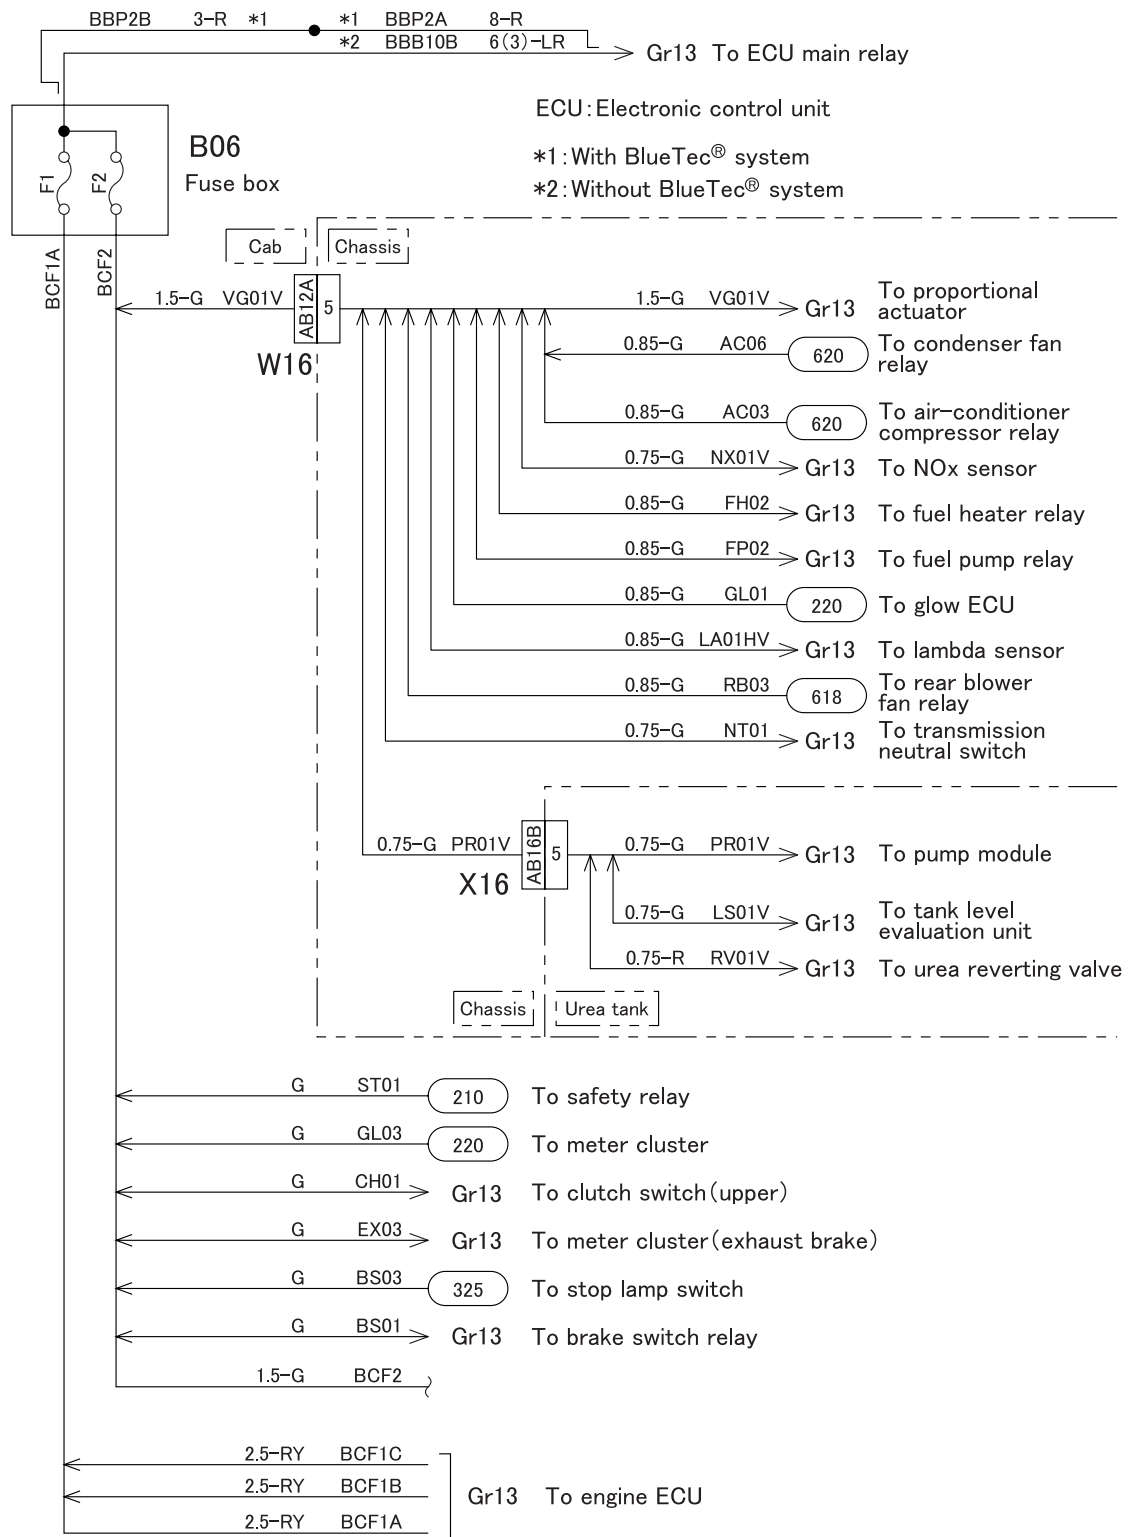 BBP2B 3-R *1 *1 BBP2A 8-R
*2 BBB10B 6(3)-LR
Gr13 To ECU main relay
ECU:Electronic control unit
*1:With BlueTec® system
*2:Without BlueTec® system
B06
Fuse box
F1 F2
BCF1A BCF2
Cab Chassis
1.5-G VG01V AB12A 5 1.5-G VG01V Gr13 To proportional
actuator
W16
0.85-G AC06 620 To condenser fan
relay
0.85-G AC03 620 To air-conditioner
compressor relay
0.75-G NX01V Gr13 To NOx sensor
0.85-G FH02 Gr13 To fuel heater relay
0.85-G FP02 Gr13 To fuel pump relay
0.85-G GL01 220 To glow ECU
0.85-G LA01HV Gr13 To lambda sensor
0.85-G RB03 618 To rear blower
fan relay
0.75-G NT01 Gr13 To transmission
neutral switch
0.75-G PR01V AB16B 5 0.75-G PR01V Gr13 To pump module
X16
0.75-G LS01V Gr13 To tank level
evaluation unit
0.75-R RV01V Gr13 To urea reverting valve
Chassis Urea tank
G ST01 210 To safety relay
G GL03 220 To meter cluster
G CH01 Gr13 To clutch switch(upper)
G EX03 Gr13 To meter cluster(exhaust brake)
G BS03 325 To stop lamp switch
G BS01 Gr13 To brake switch relay
1.5-G BCF2
2.5-RY BCF1C
2.5-RY BCF1B Gr13 To engine ECU
2.5-RY BCF1A